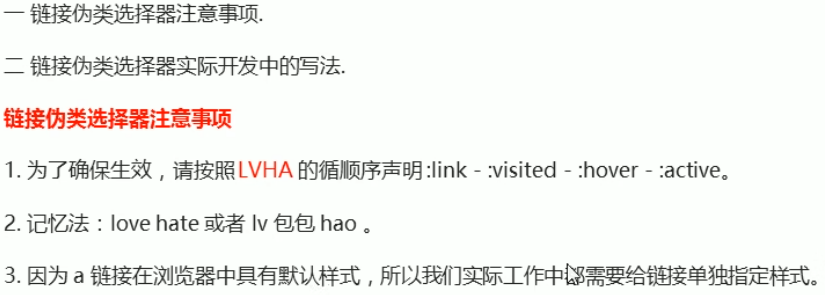 一 链接伪类选择器注意事项.
二 链接伪类选择器实际开发中的写法.
链接伪类选择器注意事项
1. 为了确保生效，请按照LVHA 的循顺序声明:link－:visited－:hover－:active。
2. 记忆法：love hate 或者 lv 包包 hao 。
3. 因为 a 链接在浏览器中具有默认样式，所以我们实际工作中都需要给链接单独指定样式。